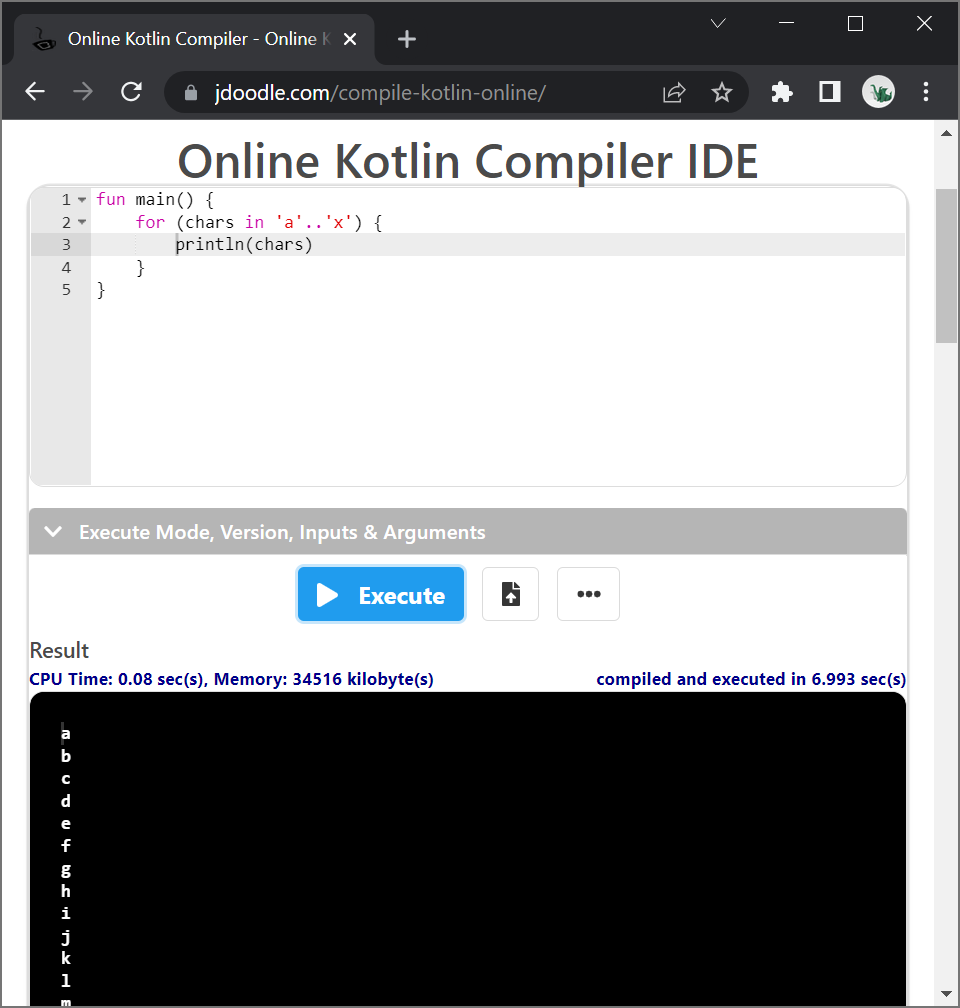 Online Kotlin Compiler - Online K
jdoodle.com/compile-kotlin-online/
Online Kotlin Compiler IDE
1 fun main() {
2     for (chars in 'a'..'x') {
3         println(chars)
4     }
5 }
Execute Mode, Version, Inputs & Arguments
Execute
Result
CPU Time: 0.08 sec(s), Memory: 34516 kilobyte(s) compiled and executed in 6.993 sec(s)
a
b
c
d
e
f
g
h
i
j
k
l
m